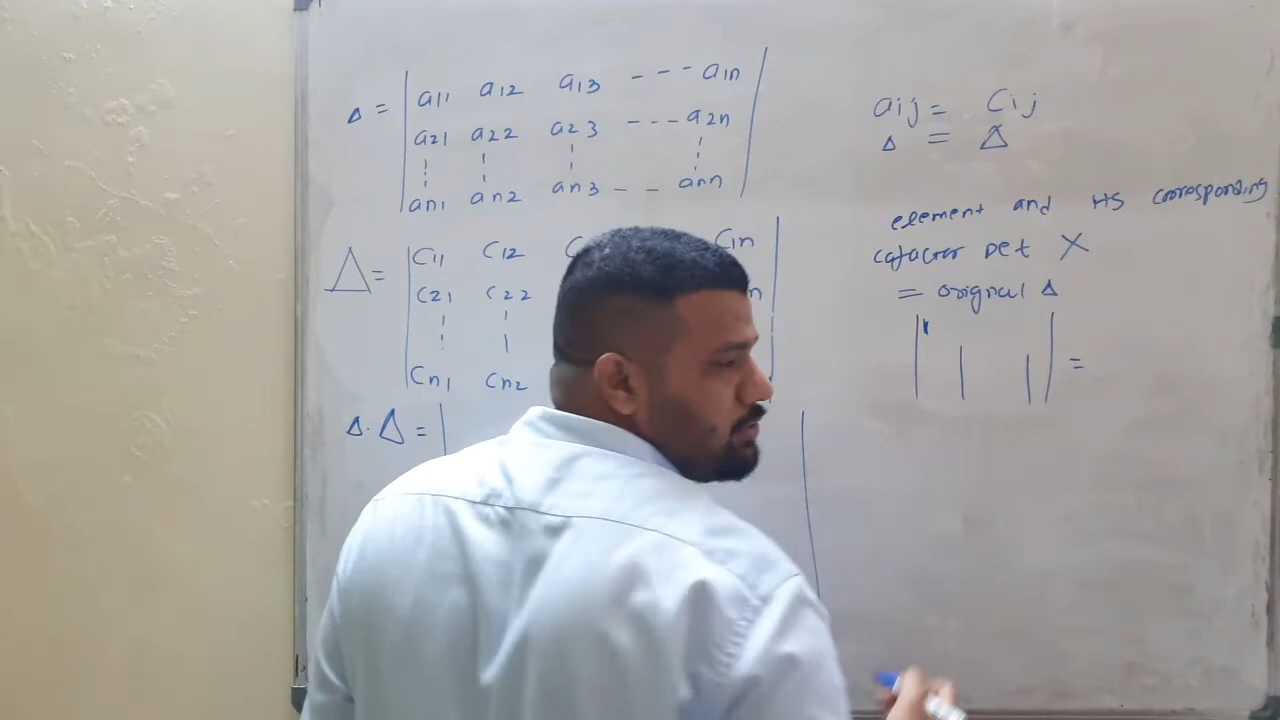 Δ = | a11 a12 a13 - - - a1n |
a21 a22 a23 - - - a2n
an1 an2 an3 - - ann
Δ = | c11 c12 c1n |
c21 c22
cn1 cn2
Δ . Δ = |
aij = cij
Δ = Δ
element and its corresponding
cofactor det X
= original Δ
| | =